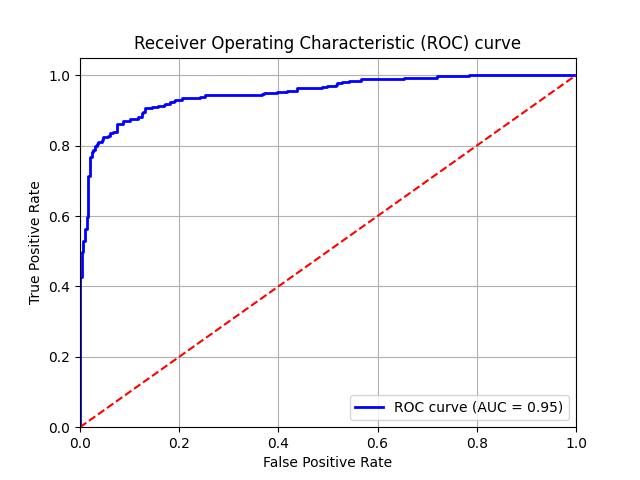 Receiver Operating Characteristic (ROC) curve
1.0
0.8
0.6
0.4
0.2
0.0
True Positive Rate
ROC curve (AUC = 0.95)
0.0 0.2 0.4 0.6 0.8 1.0
False Positive Rate